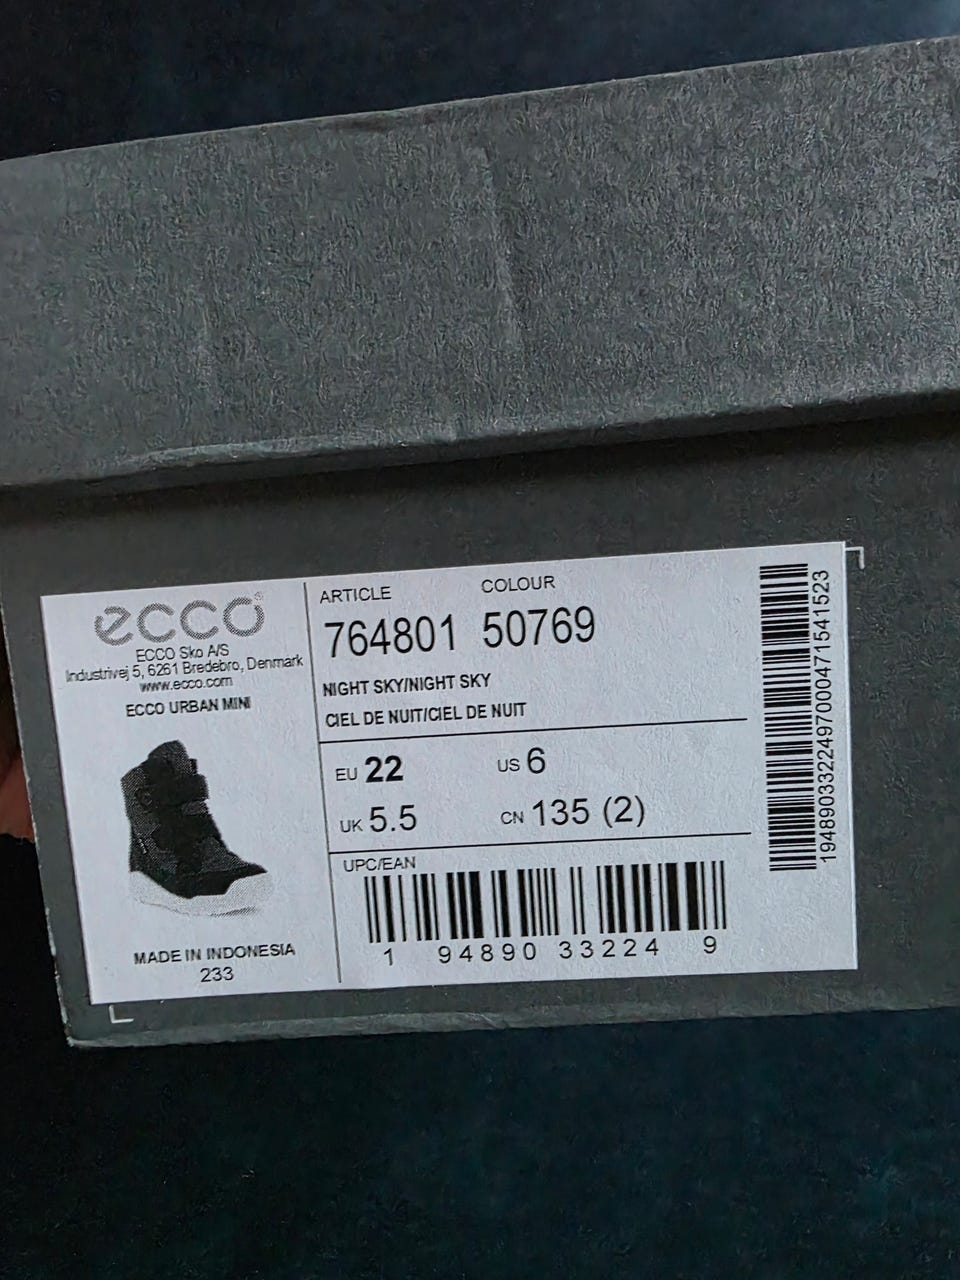 ecco
ECCO Sko A/S
Industrivej 5, 6261 Bredebro, Denmark
www.ecco.com
ECCO URBAN MINI
MADE IN INDONESIA
233
ARTICLE COLOUR
764801 50769
NIGHT SKY/NIGHT SKY
CIEL DE NUIT/CIEL DE NUIT
EU 22 US 6
UK 5.5 CN 135 (2)
UPC/EAN
1 94890 33224 9
194890332249700047154​1523